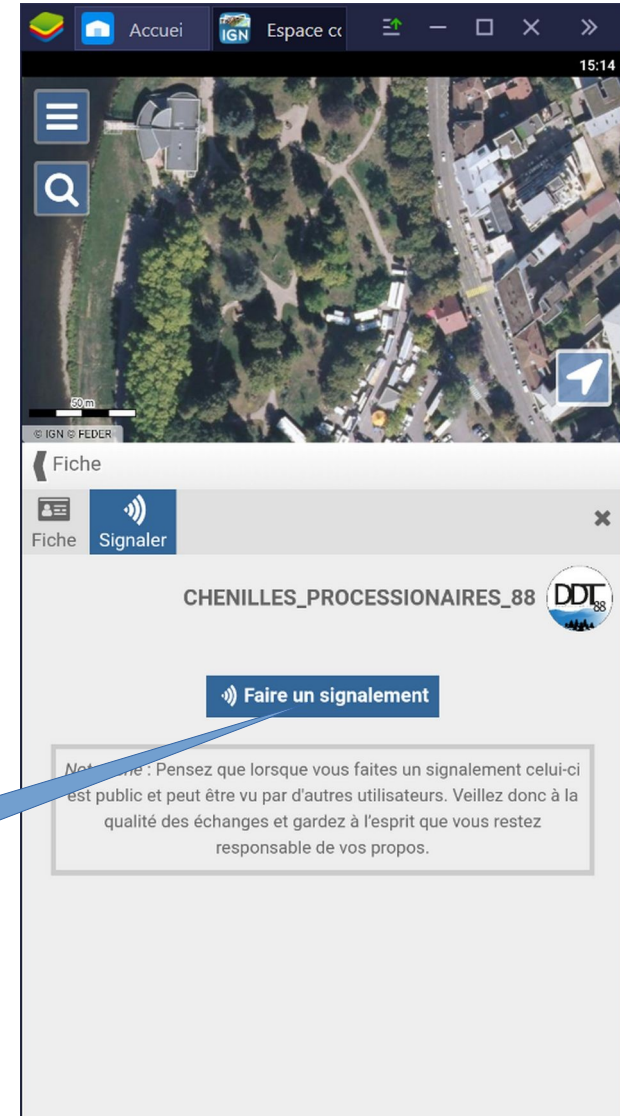 Accueil
IGN
Espace co
15:14
50 m
© IGN © FEDER
Fiche
Fiche
Signaler
CHENILLES_PROCESSIONAIRES_88
DDT
88
Faire un signalement
: Pensez que lorsque vous faites un signalement celui-ci
est public et peut être vu par d'autres utilisateurs. Veillez donc à la
qualité des échanges et gardez à l'esprit que vous restez
responsable de vos propos.